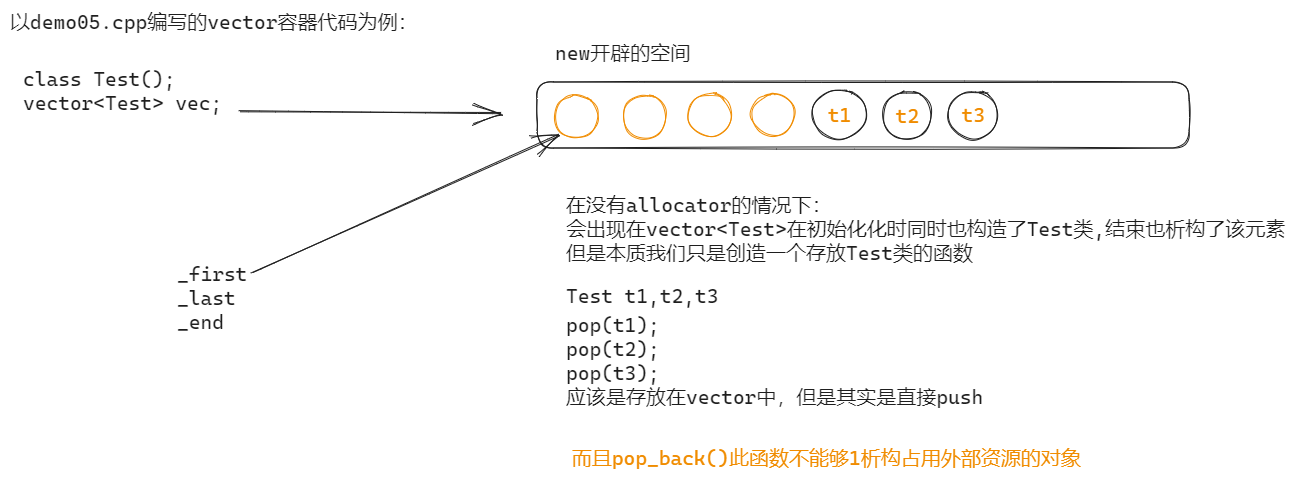 以demo05.cpp编写的vector容器代码为例:
new开辟的空间
class Test();
vector<Test> vec;
t1 t2 t3
在没有allocator的情况下:
会出现在vector<Test>在初始化化时同时也构造了Test类,结束也析构了该元素
但是本质我们只是创造一个存放Test类的函数
_first
_last
_end
Test t1,t2,t3
pop(t1);
pop(t2);
pop(t3);
应该是存放在vector中，但是其实是直接push
而且pop_back()此函数不能够1析构占用外部资源的对象